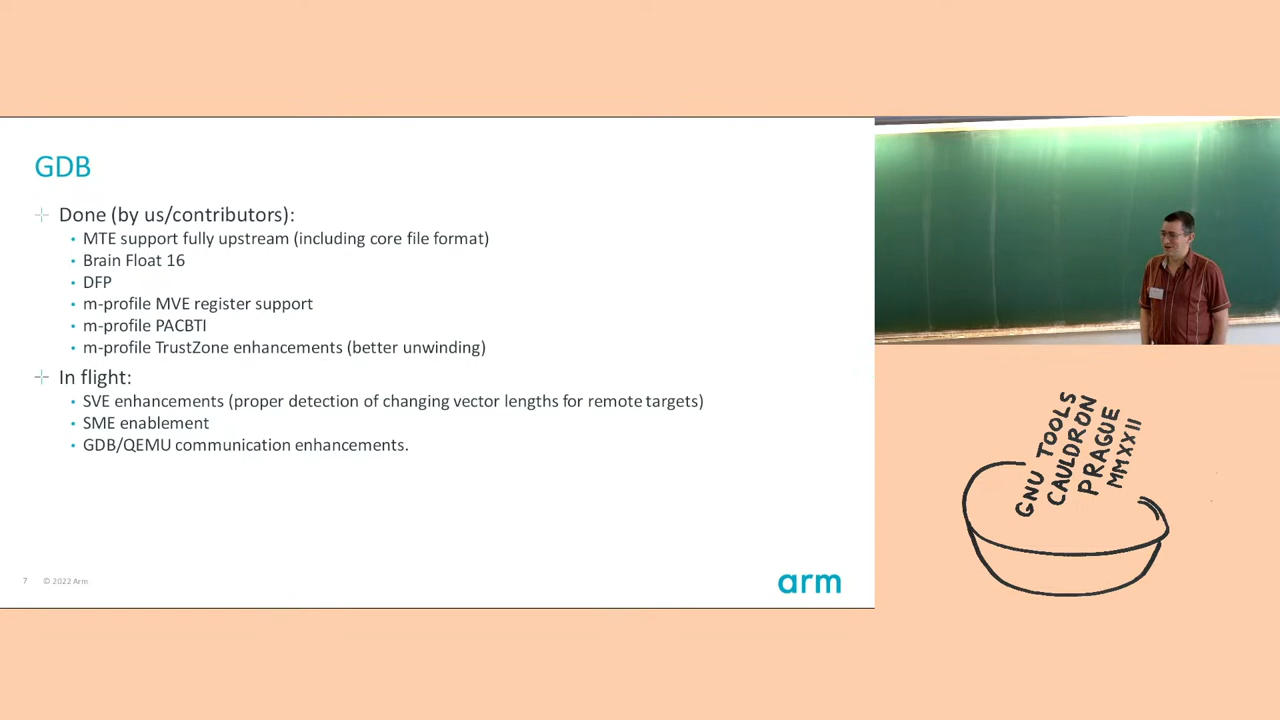 GDB
Done (by us/contributors):
MTE support fully upstream (including core file format)
Brain Float 16
DFP
m-profile MVE register support
m-profile PACBTI
m-profile TrustZone enhancements (better unwinding)
In flight:
SVE enhancements (proper detection of changing vector lengths for remote targets)
SME enablement
GDB/QEMU communication enhancements.
7 © 2022 Arm
arm
GNU TOOLS
CAULDRON
PRAGUE
MMXXII